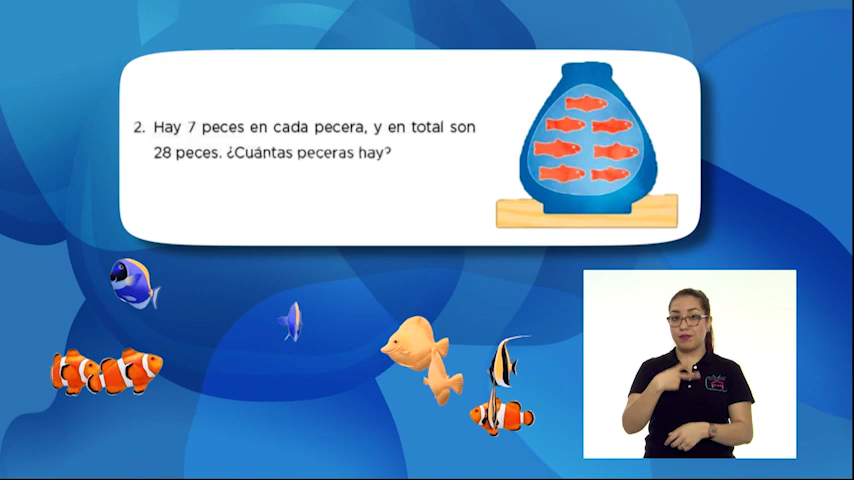 2. Hay 7 peces en cada pecera, y en total son
28 peces. ¿Cuántas peceras hay?